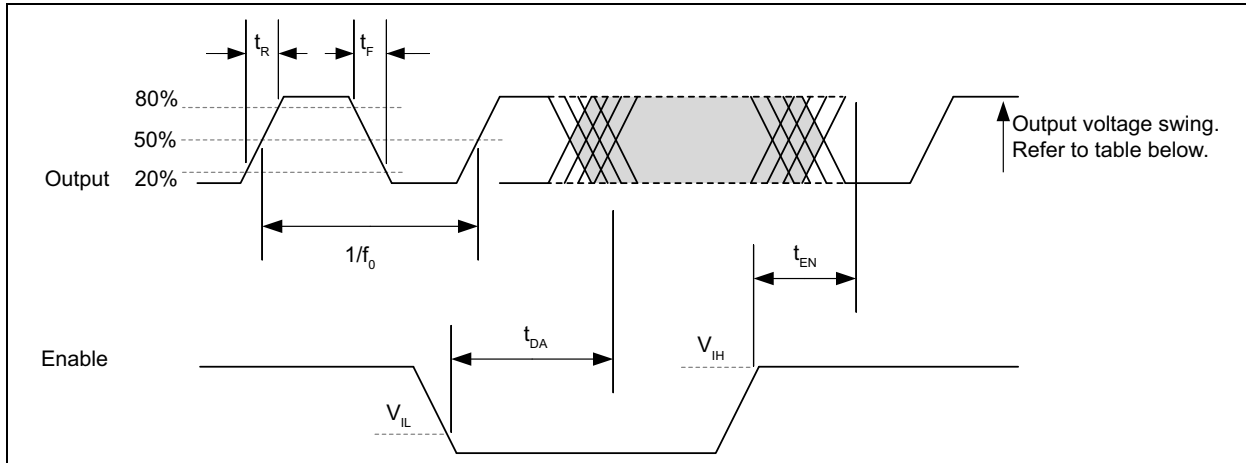 t_R
t_F
80%
50%
Output 20%
Output voltage swing.
Refer to table below.
1/f_0
t_EN
t_DA
Enable
V_IH
V_IL